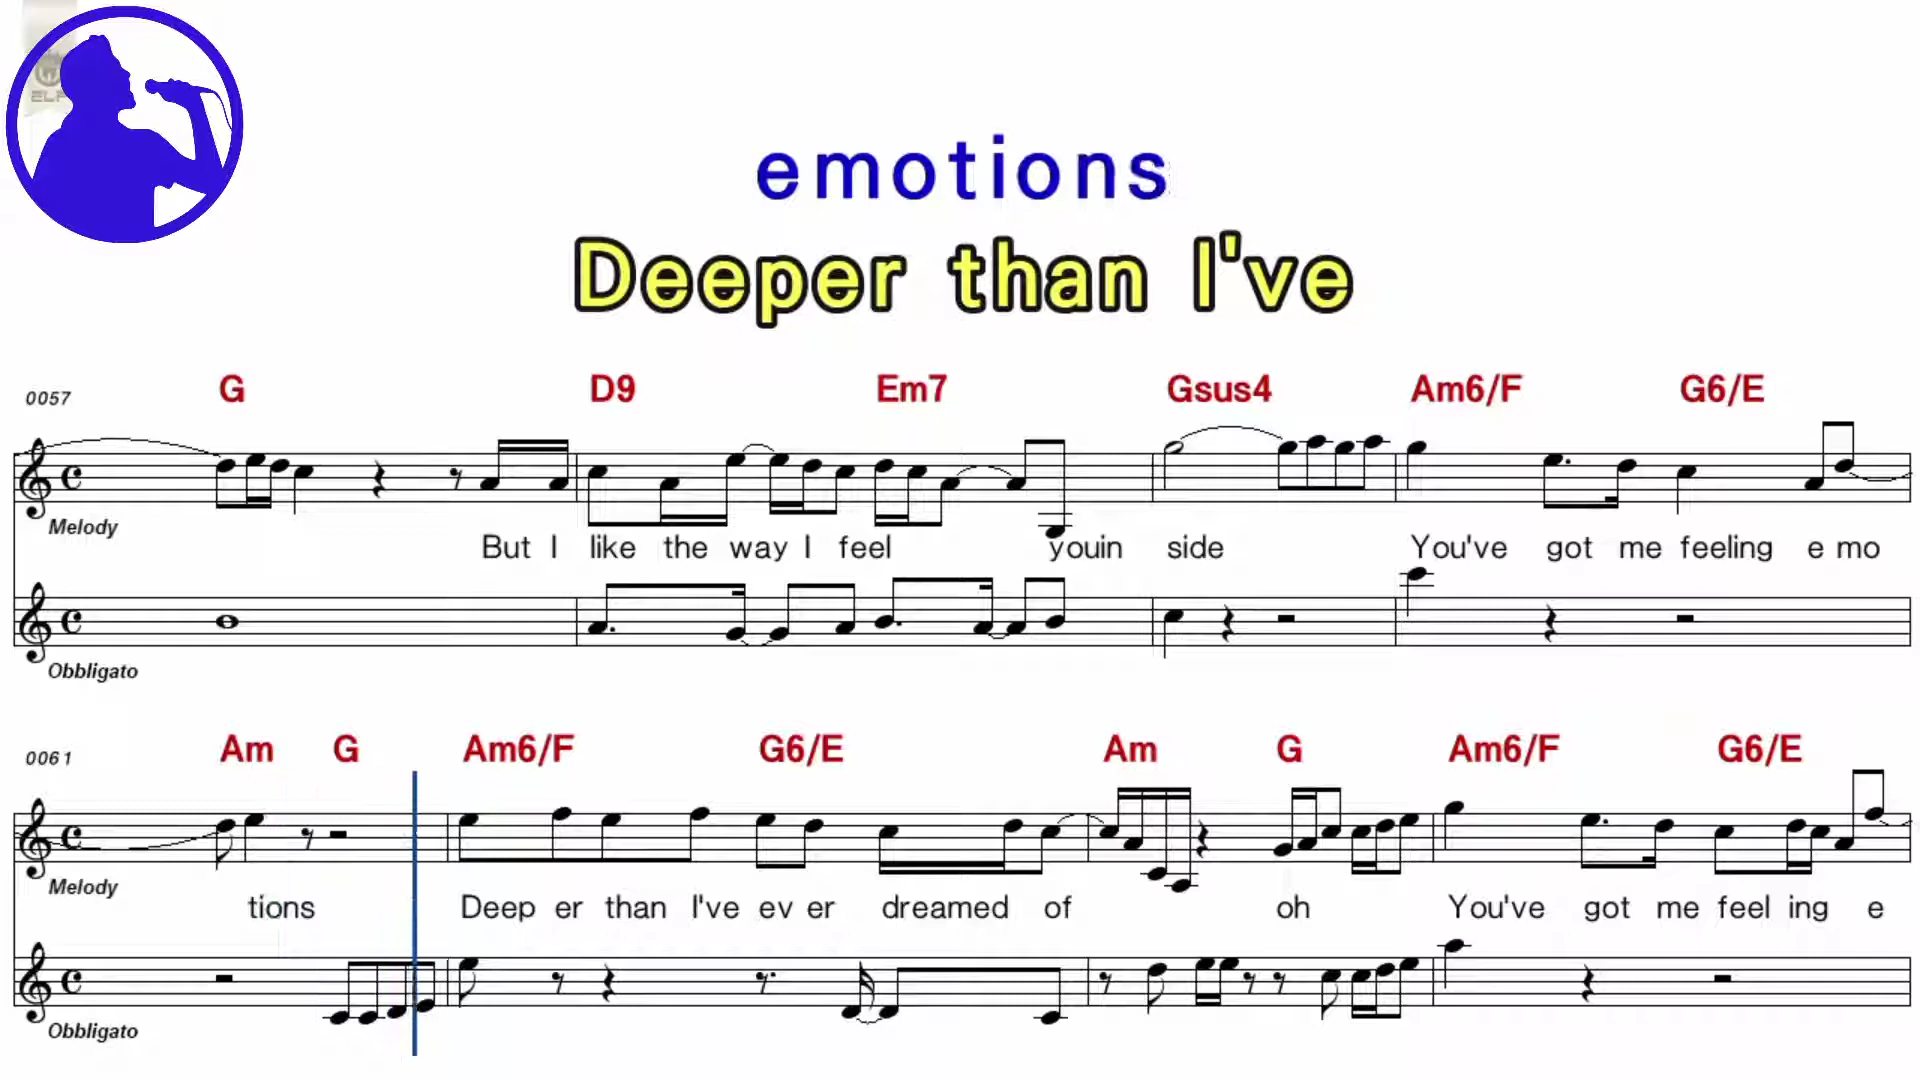 emotions
Deeper than I've
0057 G D9 Em7 Gsus4 Am6/F G6/E
Melody
But I like the way I feel youin side You've got me feeling e mo
Obbligato
0061 Am G Am6/F G6/E Am G Am6/F G6/E
Melody
tions Deep er than I've ev er dreamed of oh You've got me feel ing e
Obbligato